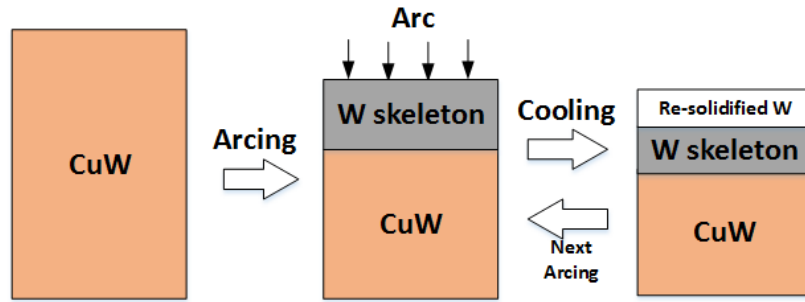 CuW
Arcing
Arc
W skeleton
CuW
Cooling
Next
Arcing
Re-solidified W
W skeleton
CuW